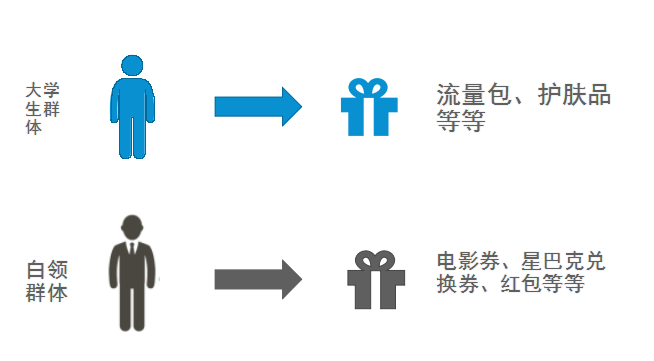 大学
生群
体
流量包、护肤品
等等
白领
群体
电影券、星巴克兑
换券、红包等等